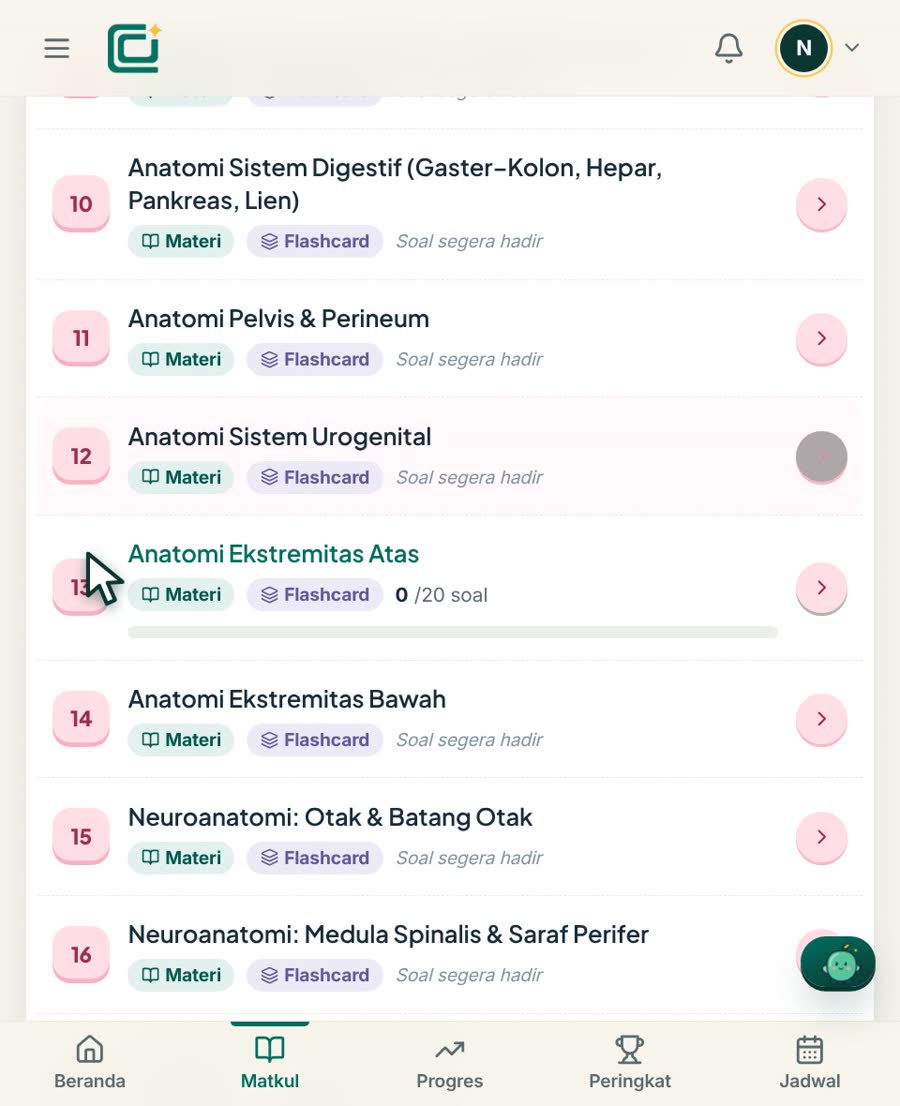 N
10
Anatomi Sistem Digestif (Gaster–Kolon, Hepar,
Pankreas, Lien)
Materi Flashcard Soal segera hadir
11
Anatomi Pelvis & Perineum
Materi Flashcard Soal segera hadir
12
Anatomi Sistem Urogenital
Materi Flashcard Soal segera hadir
13
Anatomi Ekstremitas Atas
Materi Flashcard 0 /20 soal
14
Anatomi Ekstremitas Bawah
Materi Flashcard Soal segera hadir
15
Neuroanatomi: Otak & Batang Otak
Materi Flashcard Soal segera hadir
16
Neuroanatomi: Medula Spinalis & Saraf Perifer
Materi Flashcard Soal segera hadir
Beranda Matkul Progres Peringkat Jadwal